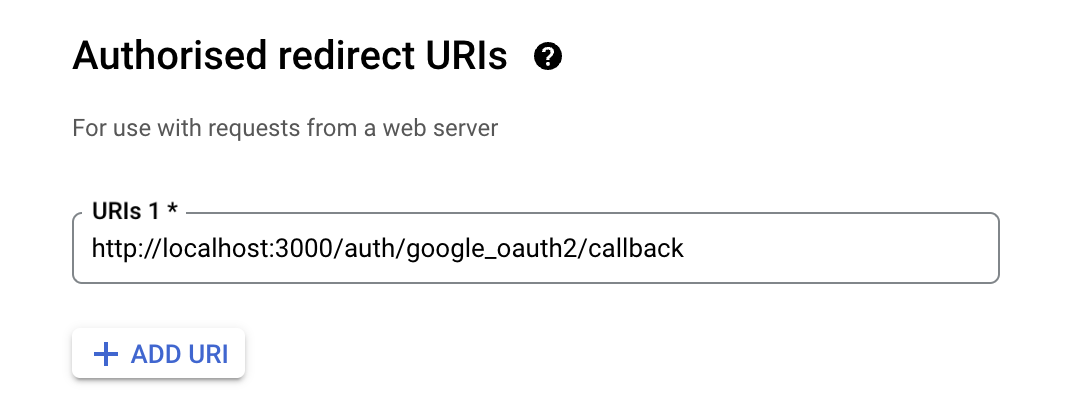 Authorised redirect URIs ?
For use with requests from a web server
URIs 1 *
http://localhost:3000/auth/google_oauth2/callback
+ ADD URI